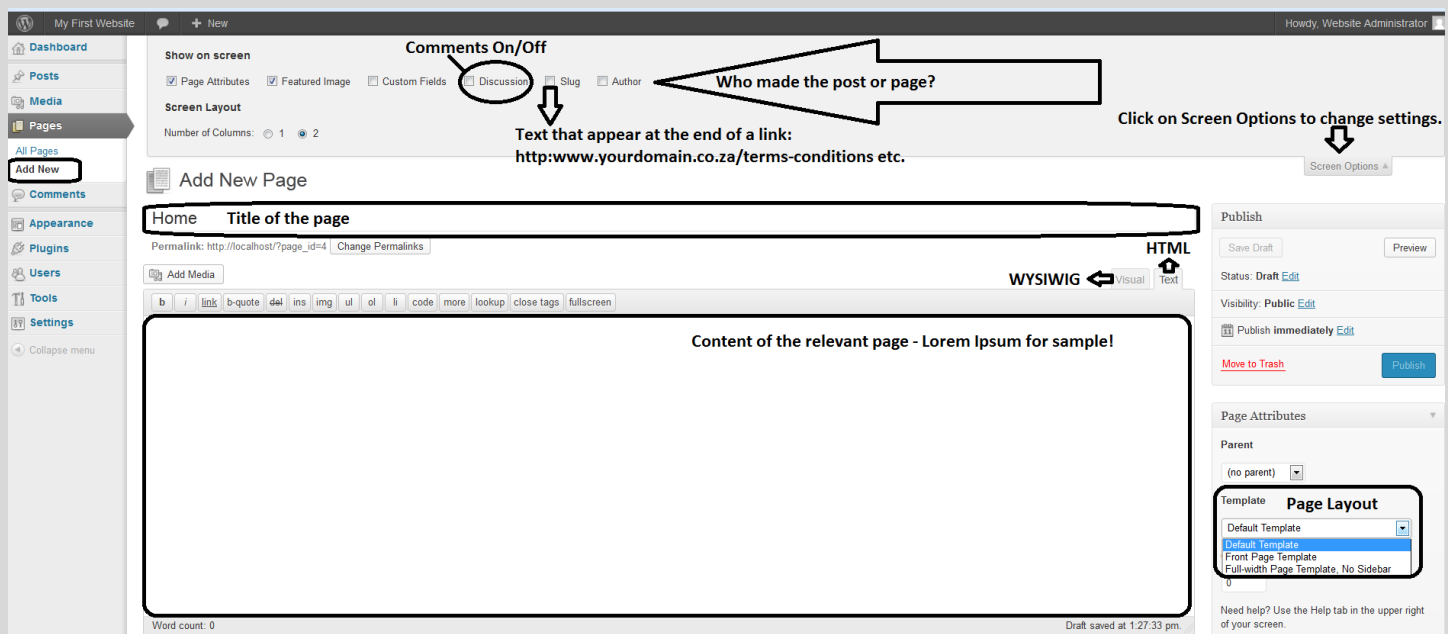 My First Website
+ New
Howdy, Website Administrator
Dashboard
Posts
Media
Pages
All Pages
Add New
Comments
Appearance
Plugins
Users
Tools
Settings
Collapse menu
Comments On/Off
Show on screen
Page Attributes Featured Image Custom Fields Discussion Slug Author
Who made the post or page?
Screen Layout
Number of Columns: 1 2
Text that appear at the end of a link:
http:www.yourdomain.co.za/terms-conditions etc.
Click on Screen Options to change settings.
Screen Options
Add New Page
Home Title of the page
Permalink: http://localhost/?page_id=4 Change Permalinks
HTML
Add Media
WYSIWIG Visual Text
b i link b-quote del ins img ul ol li code more lookup close tags fullscreen
Content of the relevant page - Lorem Ipsum for sample!
Word count: 0
Draft saved at 1:27:33 pm.
Publish
Save Draft Preview
Status: Draft Edit
Visibility: Public Edit
11 Publish immediately Edit
Move to Trash Publish
Page Attributes
Parent
(no parent)
Template Page Layout
Default Template
Default Template
Front Page Template
Full-width Page Template, No Sidebar
0
Need help? Use the Help tab in the upper right
of your screen.